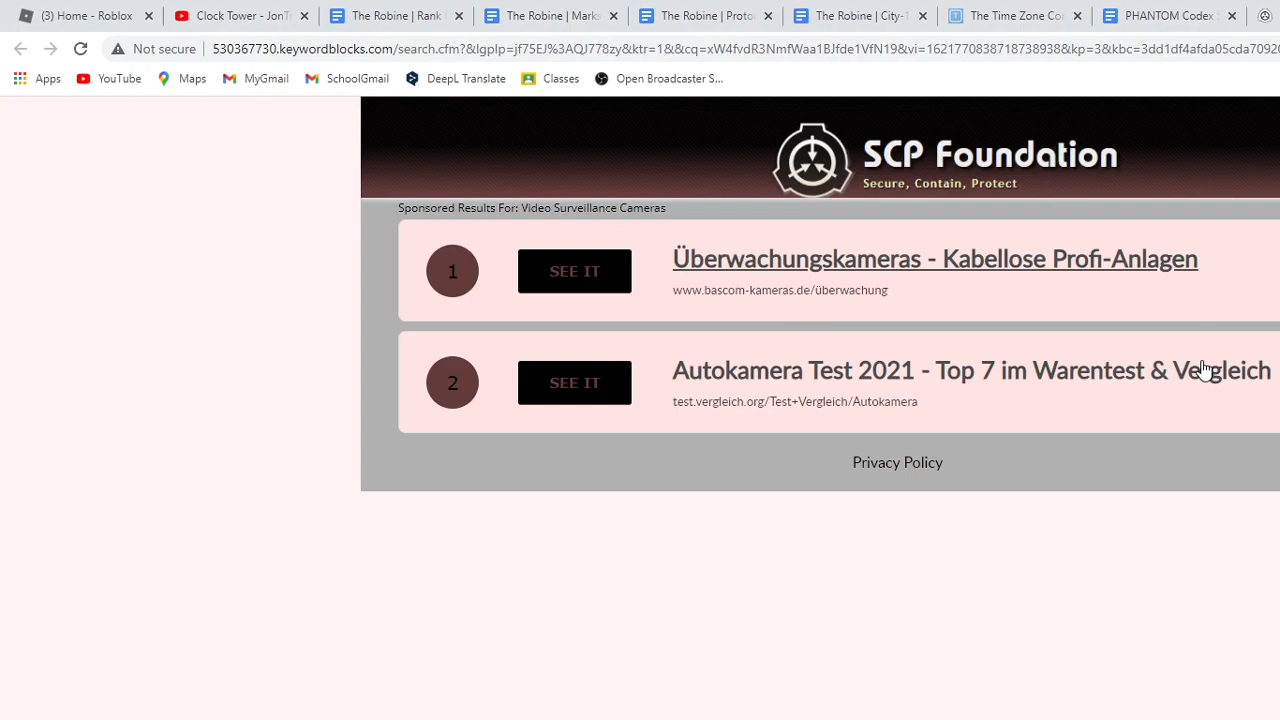 (3) Home - Roblox
Clock Tower - JonT
The Robine | Rank
The Robine | Marks
The Robine | Proto
The Robine | City-1
The Time Zone Co
PHANTOM Codex
Not secure
530367730.keywordblocks.com/search.cfm?&lgplp=jf75EJ%3AQJ778zy&ktr=1&&cq=xW4fvoR3NmfWaa1BJfde1VfN19&vi=1621770838718738938&kp=3&kbc=3dd1df4afda05cda7092
Apps
YouTube
Maps
MyGmail
SchoolGmail
DeepL Translate
Classes
Open Broadcaster S...
SCP Foundation
Secure, Contain, Protect
Sponsored Results For: Video Surveillance Cameras
1
SEE IT
Überwachungskameras - Kabellose Profi-Anlagen
www.bascom-kameras.de/überwachung
2
SEE IT
Autokamera Test 2021 - Top 7 im Warentest & Vergleich
test.vergleich.org/Test+Vergleich/Autokamera
Privacy Policy